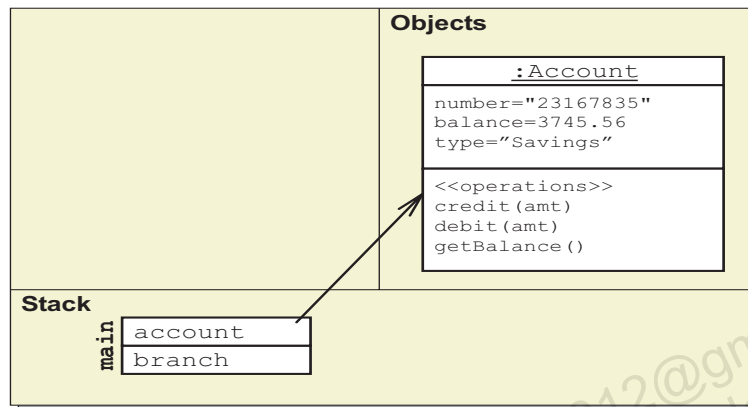 Objects
:Account
number="23167835"
balance=3745.56
type=”Savings”
<<operations>>
credit(amt)
debit(amt)
getBalance()
Stack
main
account
branch